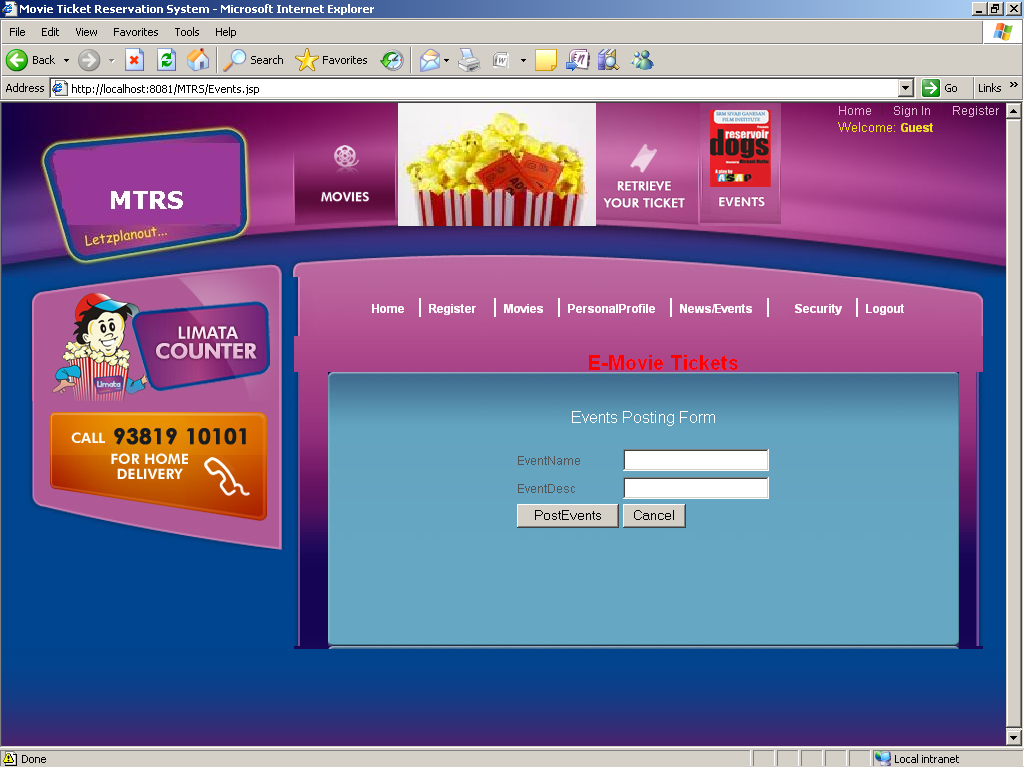 Movie Ticket Reservation System - Microsoft Internet Explorer
File Edit View Favorites Tools Help
Back Search Favorites
Address http://localhost:8081/MTRS/Events.jsp Go Links »
Home Sign In Register
Welcome: Guest
MTRS
Letzplanout...
MOVIES
RETRIEVE
YOUR TICKET
reservoir
dogs
EVENTS
LIMATA
COUNTER
Limata
CALL 93819 10101
FOR HOME
DELIVERY
Home Register Movies PersonalProfile News/Events Security Logout
E-Movie Tickets
Events Posting Form
EventName
EventDesc
PostEvents Cancel
Done Local intranet